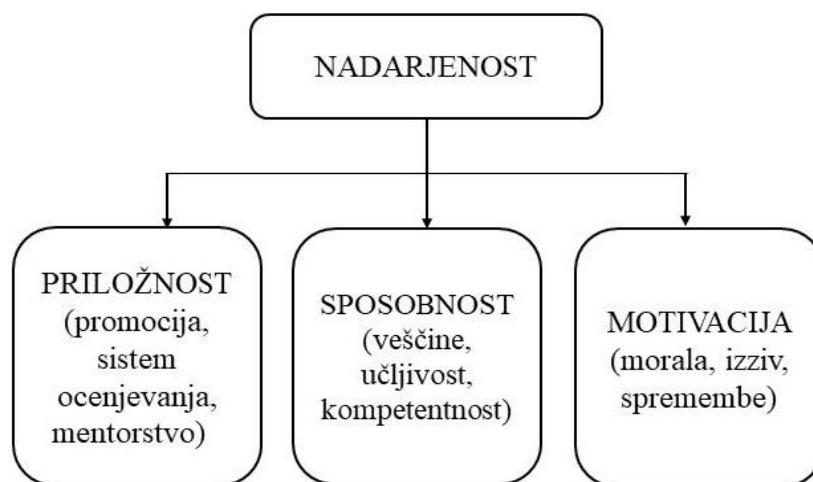 NADARJENOST
PRILOŽNOST
(promocija,
sistem
ocenjevanja,
mentorstvo)
SPOSOBNOST
(veščine,
učljivost,
kompetentnost)
MOTIVACIJA
(morala, izziv,
spremembe)